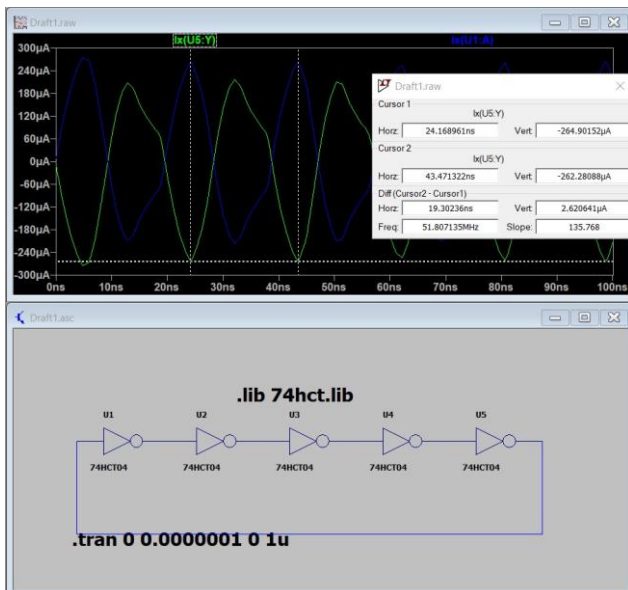 Draft1.raw
Ix(U5:Y) Ix(U1:A)
300µA
240µA
180µA
120µA
60µA
0µA
-60µA
-120µA
-180µA
-240µA
-300µA
0ns 10ns 20ns 30ns 40ns 50ns 60ns 70ns 80ns 90ns 100ns
Draft1.raw
Cursor 1
Ix(U5:Y)
Horz: 24.168961ns Vert: -264.90152µA
Cursor 2
Ix(U5:Y)
Horz: 43.471322ns Vert: -262.28088µA
Diff (Cursor2 - Cursor1)
Horz: 19.30236ns Vert: 2.620641µA
Freq: 51.807135MHz Slope: 135.768
Draft1.asc
.lib 74hct.lib
U1 U2 U3 U4 U5
74HCT04 74HCT04 74HCT04 74HCT04 74HCT04
.tran 0 0.0000001 0 1u